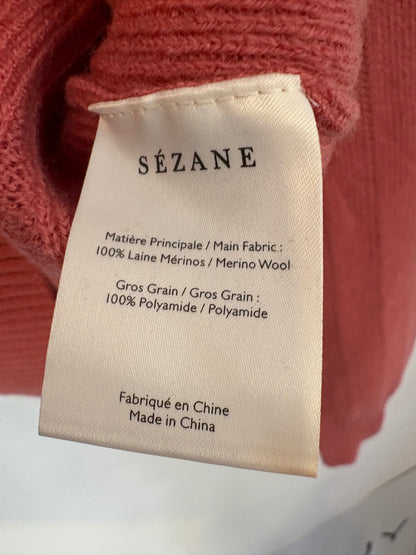 SÉZANE
Matière Principale / Main Fabric :
100% Laine Mérinos / Merino Wool
Gros Grain / Gros Grain :
100% Polyamide / Polyamide
Fabriqué en Chine
Made in China